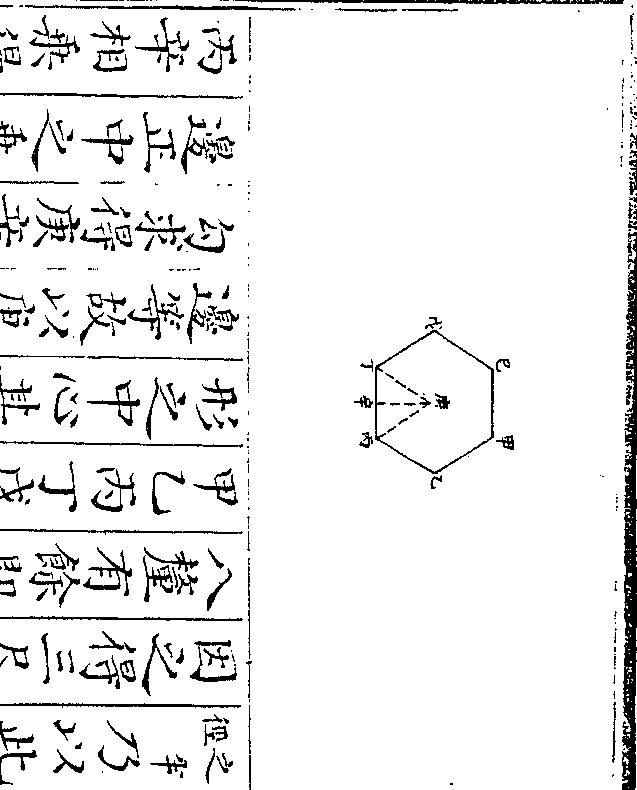 甲
乙
己
庚
丙
辛
丁
戊
徑之半乃以此
因之得三尺
八釐有餘即
甲乙丙丁戊
形之中心其
邊等故以庚
勾求得庚辛
邊正中之垂
丙辛相乘得